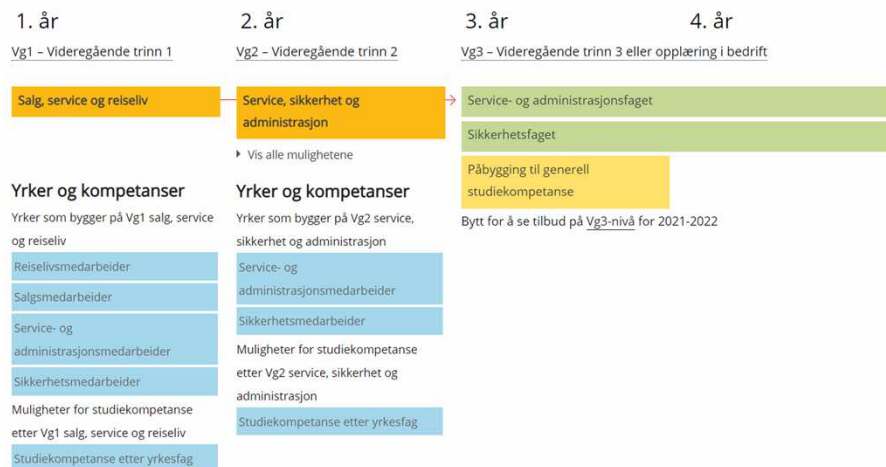 1. år
Vg1 – Videregående trinn 1
Salg, service og reiseliv
Yrker og kompetanser
Yrker som bygger på Vg1 salg, service
og reiseliv
Reiselivsmedarbeider
Salgsmedarbeider
Service- og
administrasjonsmedarbeider
Sikkerhetsmedarbeider
Muligheter for studiekompetanse
etter Vg1 salg, service og reiseliv
Studiekompetanse etter yrkesfag
2. år
Vg2 – Videregående trinn 2
Service, sikkerhet og
administrasjon
Vis alle mulighetene
Yrker og kompetanser
Yrker som bygger på Vg2 service,
sikkerhet og administrasjon
Service- og
administrasjonsmedarbeider
Sikkerhetsmedarbeider
Muligheter for studiekompetanse
etter Vg2 service, sikkerhet og
administrasjon
Studiekompetanse etter yrkesfag
3. år
4. år
Vg3 – Videregående trinn 3 eller opplæring i bedrift
Service- og administrasjonsfaget
Sikkerhetsfaget
Påbygging til generell
studiekompetanse
Bytt for å se tilbud på Vg3-nivå for 2021-2022